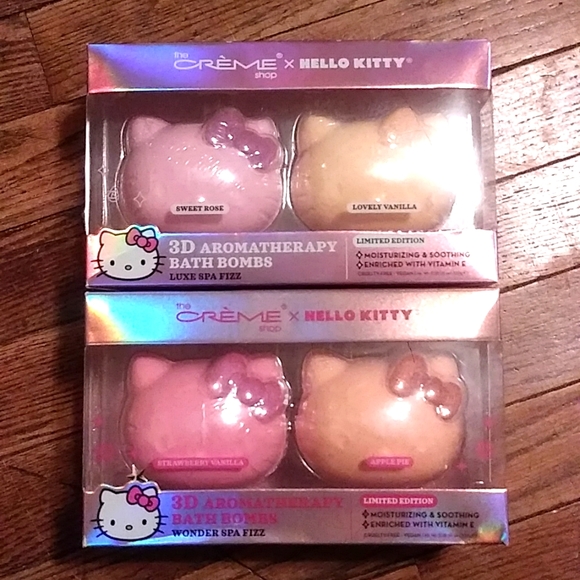 the
CRÈME® x HELLO KITTY®
shop
SWEET ROSE
LOVELY VANILLA
3D AROMATHERAPY
BATH BOMBS
LUXE SPA FIZZ
LIMITED EDITION
MOISTURIZING & SOOTHING
ENRICHED WITH VITAMIN E
the
CRÈME® x HELLO KITTY
shop
STRAWBERRY VANILLA
APPLE PIE
3D AROMATHERAPY
BATH BOMBS
WONDER SPA FIZZ
LIMITED EDITION
MOISTURIZING & SOOTHING
ENRICHED WITH VITAMIN E